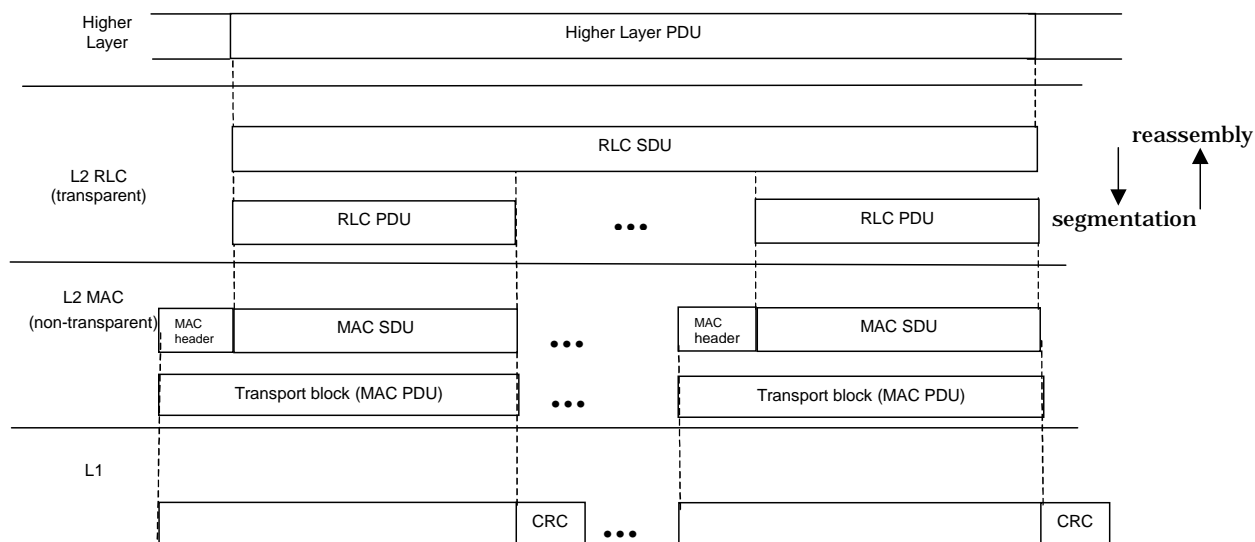 Higher
Layer
Higher Layer PDU
RLC SDU
reassembly
L2 RLC
(transparent)
RLC PDU
•••
RLC PDU
segmentation
L2 MAC
(non-transparent)
MAC
header
MAC SDU
•••
MAC
header
MAC SDU
Transport block (MAC PDU)
•••
Transport block (MAC PDU)
L1
CRC
•••
CRC